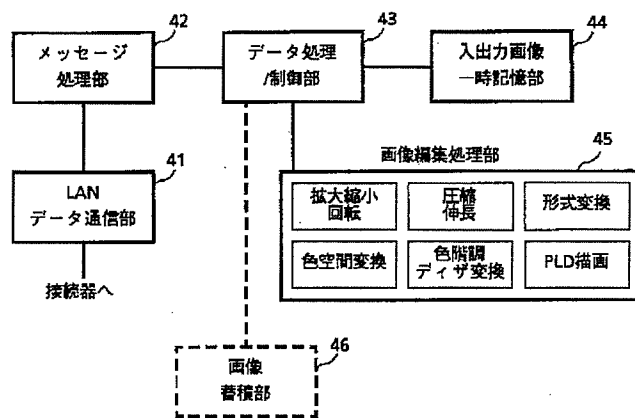 42
メッセージ
処理部
43
データ処理
/制御部
44
入出力画像
一時記憶部
41
LAN
データ通信部
接続器へ
画像編集処理部
45
拡大縮小
回転
圧縮
伸長
形式変換
色空間変換
色階調
ディザ変換
PLD描画
46
画像
蓄積部